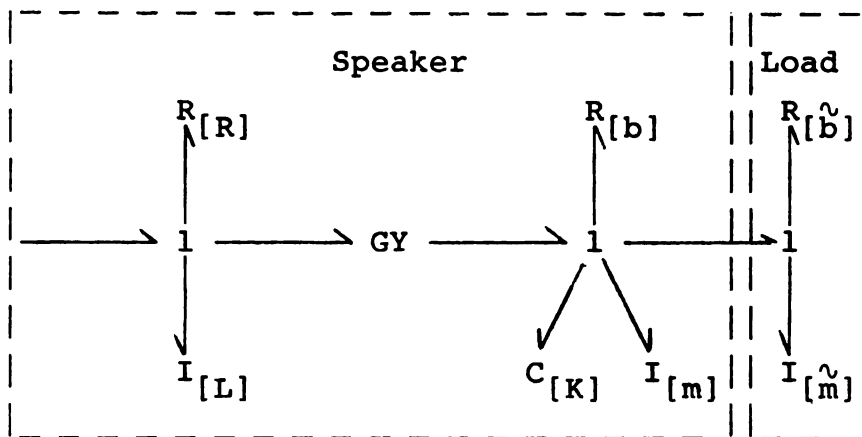 Speaker Load
R[R] R[b] R[b̃]
1 GY 1 1
I[L] C[K] I[m] I[m̃]